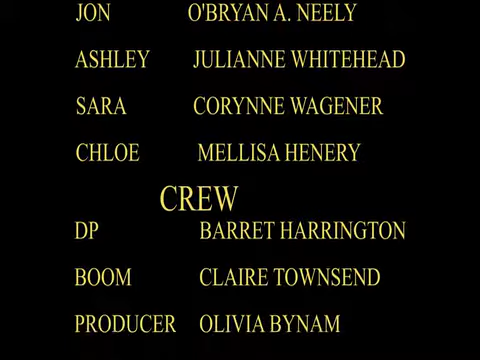 JON O'BRYAN A. NEELY
ASHLEY JULIANNE WHITEHEAD
SARA CORYNNE WAGENER
CHLOE MELLISA HENERY
CREW
DP BARRET HARRINGTON
BOOM CLAIRE TOWNSEND
PRODUCER OLIVIA BYNAM